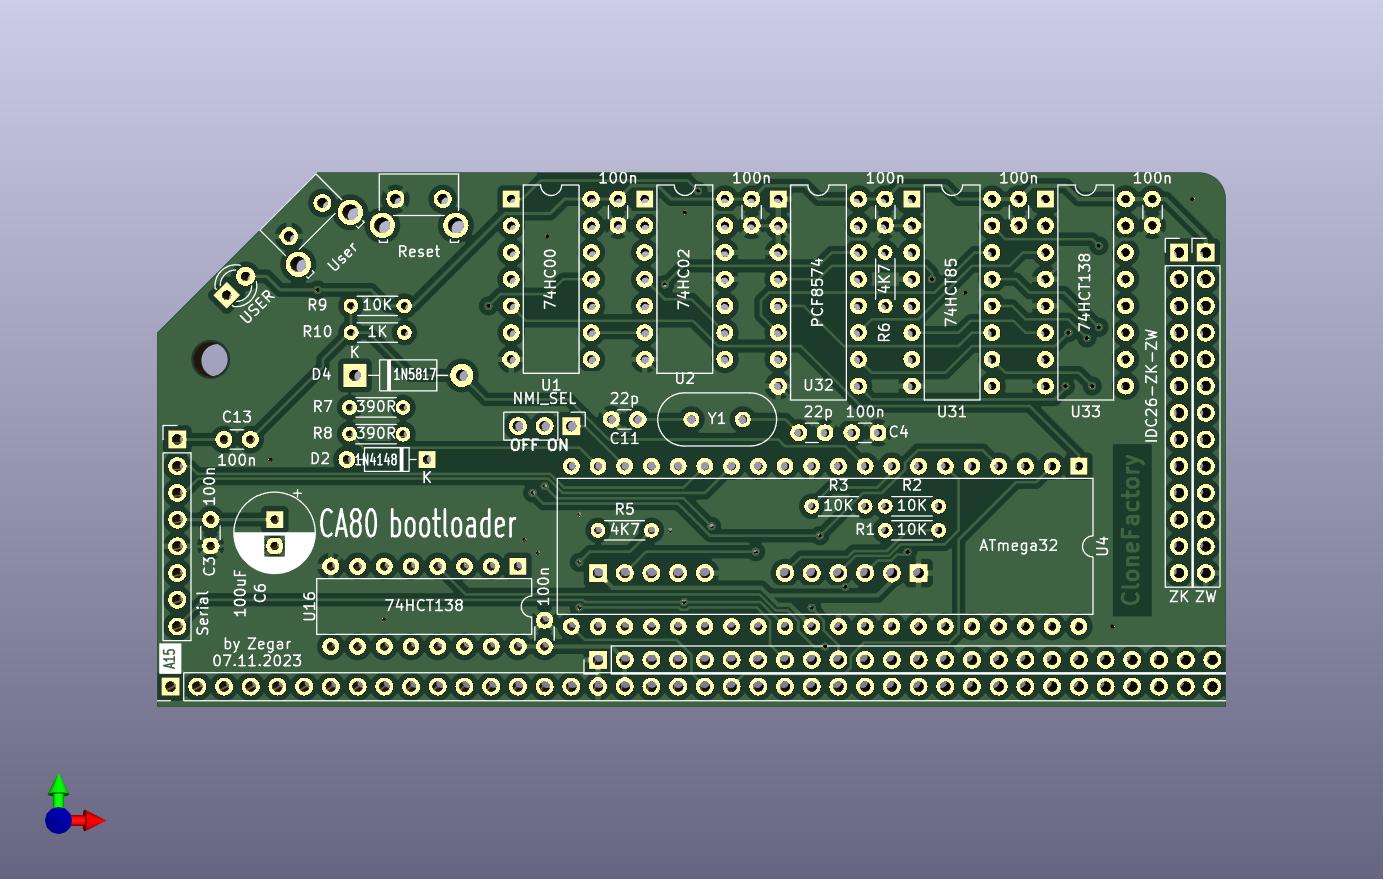 100n
100n
100n
100n
100n
User
Reset
USER
74HC00
74HC02
PCF8574
4K7
R6
74HCT85
74HCT138
R9
10K
R10
1K
K
D4
1N5817
U1
U2
U32
U31
U33
IDC26-ZK-ZW
NMI_SEL
OFF ON
R7
390R
R8
390R
D2
1N4148
K
22p
C11
Y1
22p
100n
C4
C13
100n
100n
C3
+
100uF
C6
CA80 bootloader
R5
4K7
R3
10K
R2
10K
R1
10K
ATmega32
U4
CloneFactory
ZK ZW
Serial
U16
74HCT138
100n
by Zegar
07.11.2023
A15